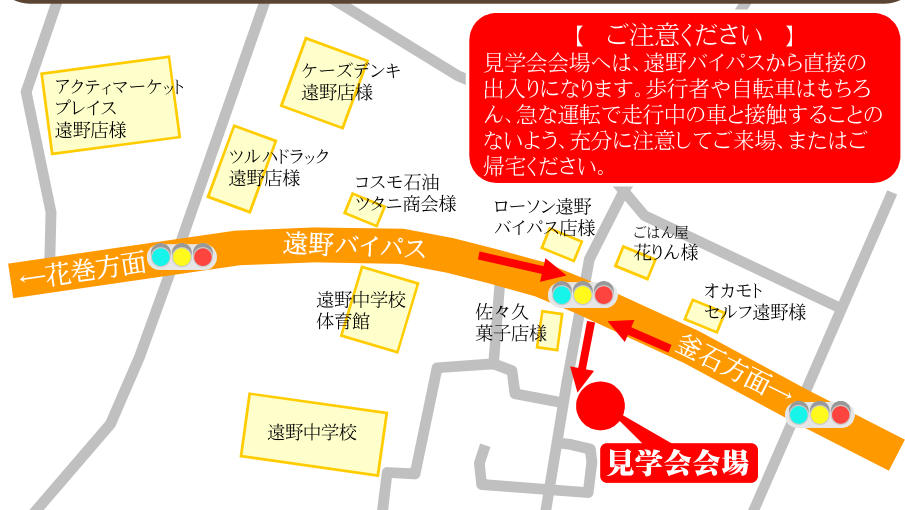 【 ご注意ください 】
見学会会場へは、遠野バイパスから直接の
出入りになります。歩行者や自転車はもちろ
ん、急な運転で走行中の車と接触することの
ないよう、充分に注意してご来場、またはご
帰宅ください。
アクティマーケット
プレイス
遠野店様
ケーズデンキ
遠野店様
ツルハドラック
遠野店様
コスモ石油
ツタニ商会様
ローソン遠野
バイパス店様
ごはん屋
花りん様
オカモト
セルフ遠野様
←花巻方面
遠野バイパス
釜石方面→
遠野中学校
体育館
佐々久
菓子店様
遠野中学校
見学会会場